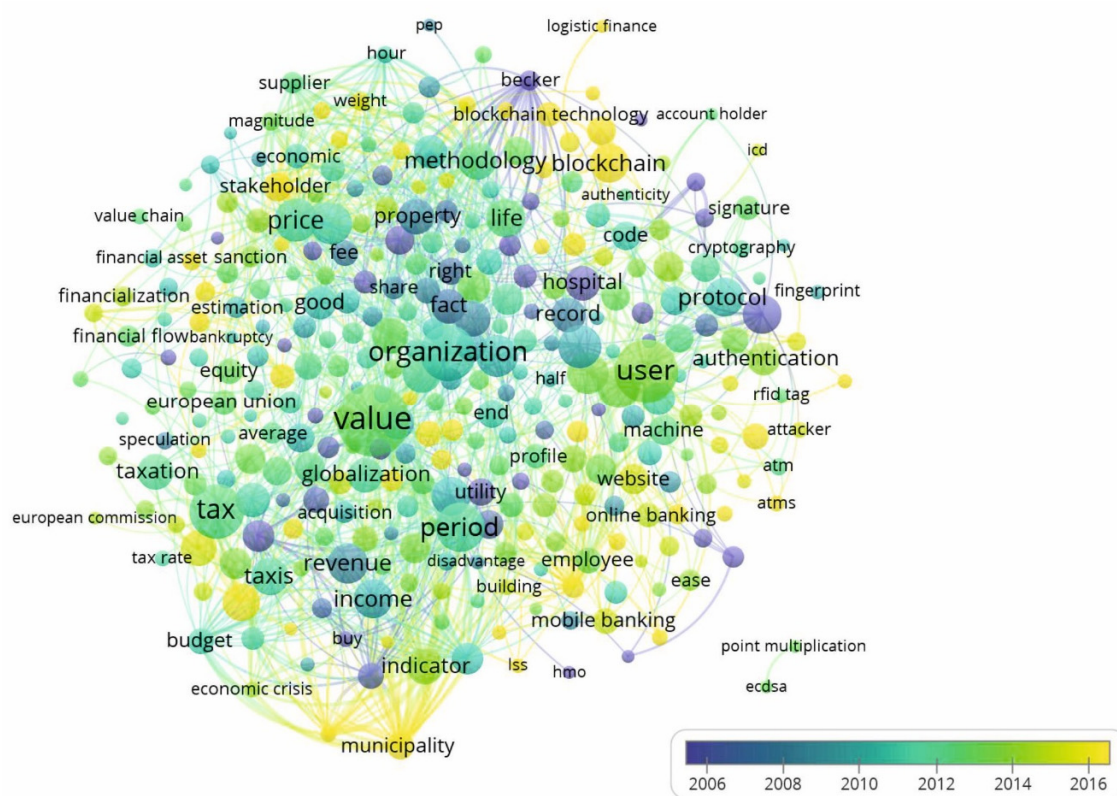 pep
logistic finance
hour
becker
supplier
weight
blockchain technology
account holder
magnitude
economic
methodology
blockchain
icd
stakeholder
authenticity
value chain
price
property
life
signature
code
cryptography
financial asset
sanction
fee
right
hospital
financialization
estimation
good
share
fact
record
protocol
fingerprint
financial flow
bankruptcy
organization
half
user
authentication
equity
european union
rfid tag
value
end
speculation
average
machine
attacker
taxation
globalization
profile
website
atm
utility
tax
acquisition
period
online banking
atms
european commission
tax rate
taxis
revenue
disadvantage
employee
building
ease
income
mobile banking
budget
buy
indicator
lss
hmo
point multiplication
economic crisis
ecdsa
municipality
2006
2008
2010
2012
2014
2016